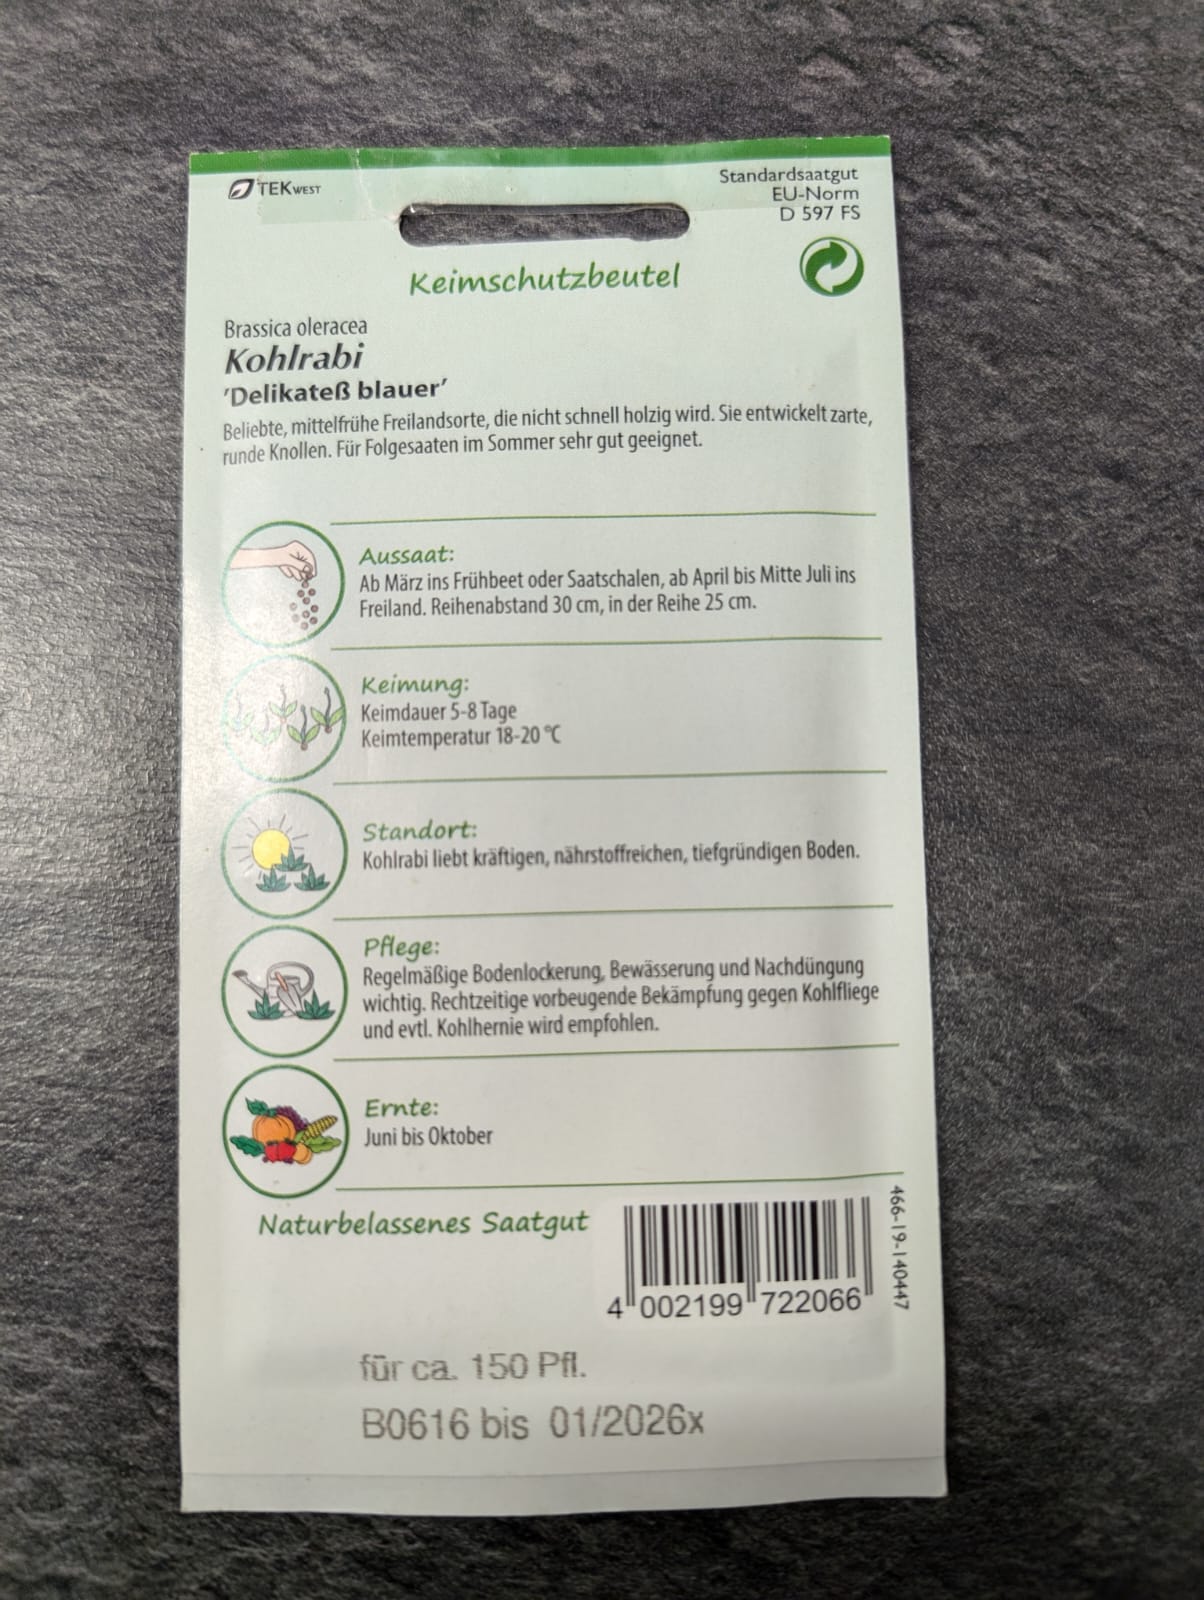 TEKWEST
Standardsaatgut
EU-Norm
D 597 FS
Keimschutzbeutel
Brassica oleracea
Kohlrabi
'Delikateß blauer'
Beliebte, mittelfrühe Freilandsorte, die nicht schnell holzig wird. Sie entwickelt zarte,
runde Knollen. Für Folgesaaten im Sommer sehr gut geeignet.
Aussaat:
Ab März ins Frühbeet oder Saatschalen, ab April bis Mitte Juli ins
Freiland. Reihenabstand 30 cm, in der Reihe 25 cm.
Keimung:
Keimdauer 5-8 Tage
Keimtemperatur 18-20 °C
Standort:
Kohlrabi liebt kräftigen, nährstoffreichen, tiefgründigen Boden.
Pflege:
Regelmäßige Bodenlockerung, Bewässerung und Nachdüngung
wichtig. Rechtzeitige vorbeugende Bekämpfung gegen Kohlfliege
und evtl. Kohlhernie wird empfohlen.
Ernte:
Juni bis Oktober
Naturbelassenes Saatgut
466-19-140447
4 002199 722066
für ca. 150 Pfl.
B0616 bis 01/2026x